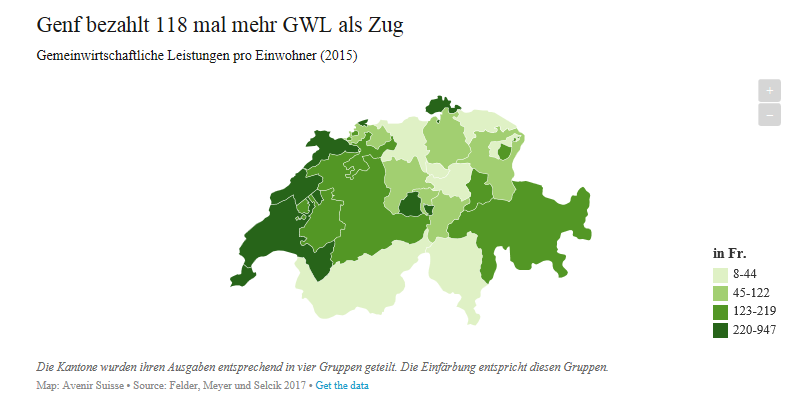 Genf bezahlt 118 mal mehr GWL als Zug
Gemeinwirtschaftliche Leistungen pro Einwohner (2015)
+
−
in Fr.
8-44
45-122
123-219
220-947
Die Kantone wurden ihren Ausgaben entsprechend in vier Gruppen geteilt. Die Einfärbung entspricht diesen Gruppen.
Map: Avenir Suisse • Source: Felder, Meyer und Selcik 2017 • Get the data